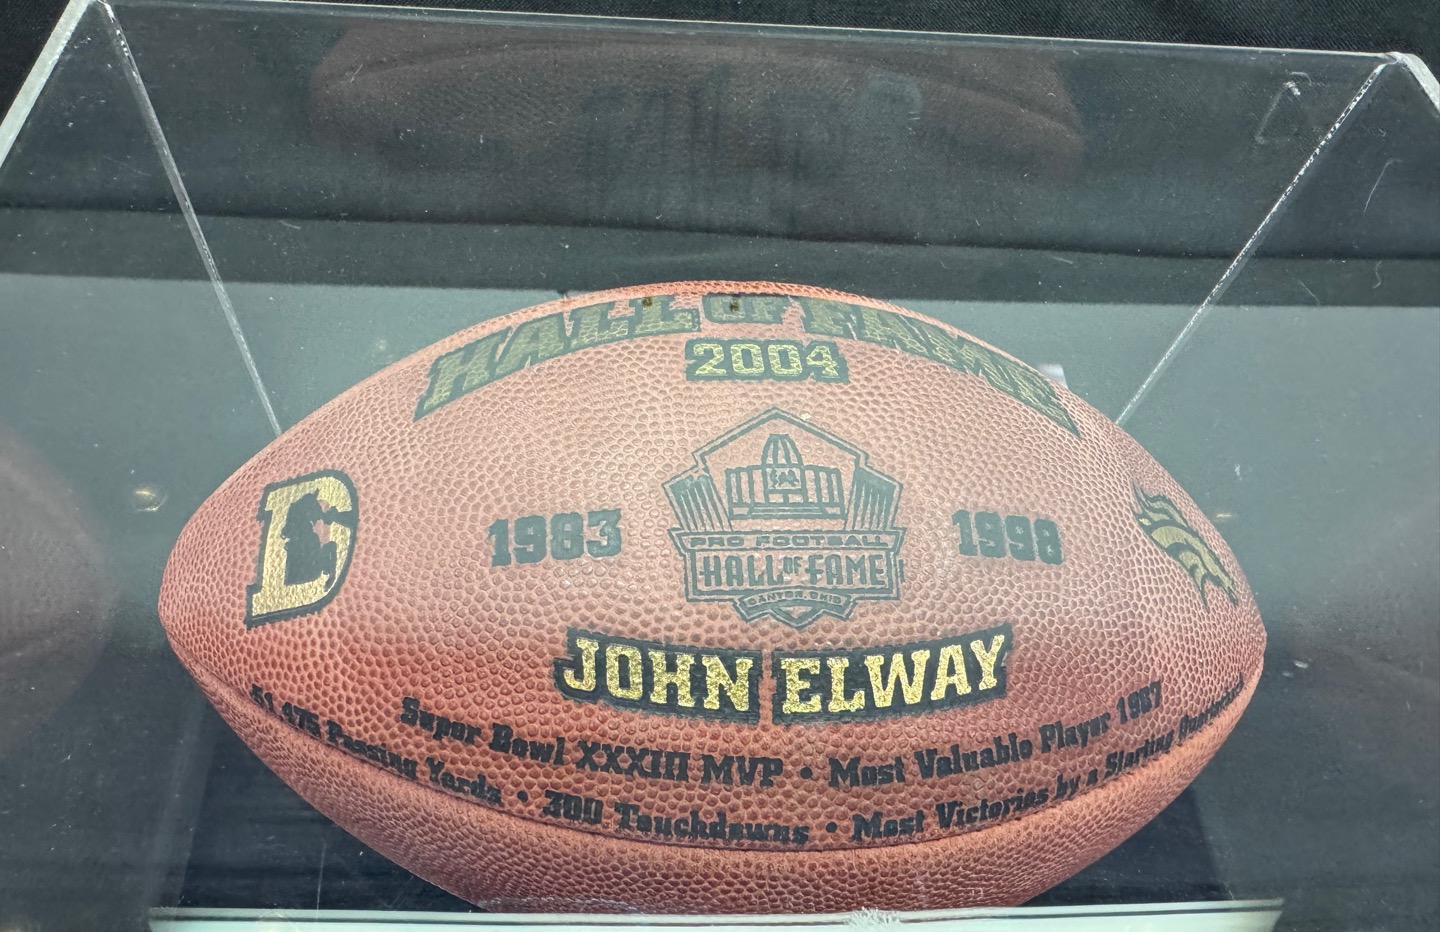 HALL OF FAME
2004
D
1983
PRO FOOTBALL
HALL OF FAME
CANTON, OHIO
1998
JOHN ELWAY
Super Bowl XXXIII MVP • Most Valuable Player 1987
51,475 Passing Yards • 300 Touchdowns • Most Victories by a Starting Quarterback